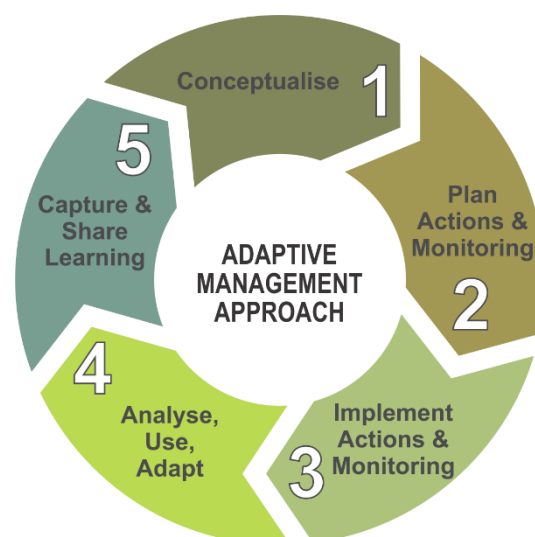 ADAPTIVE
MANAGEMENT
APPROACH
Conceptualise
1
Plan
Actions &
Monitoring
2
Implement
Actions &
Monitoring
3
4
Analyse,
Use,
Adapt
5
Capture &
Share
Learning